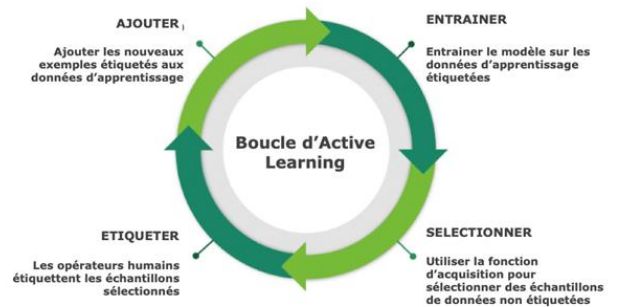 AJOUTER
Ajouter les nouveaux
exemples étiquetés aux
données d'apprentissage
ENTRAINER
Entrainer le modèle sur les
données d'apprentissage
étiquetées
Boucle d'Active
Learning
ETIQUETER
Les opérateurs humains
étiquettent les échantillons
sélectionnés
SELECTIONNER
Utiliser la fonction
d'acquisition pour
sélectionner des échantillons
de données non étiquetées